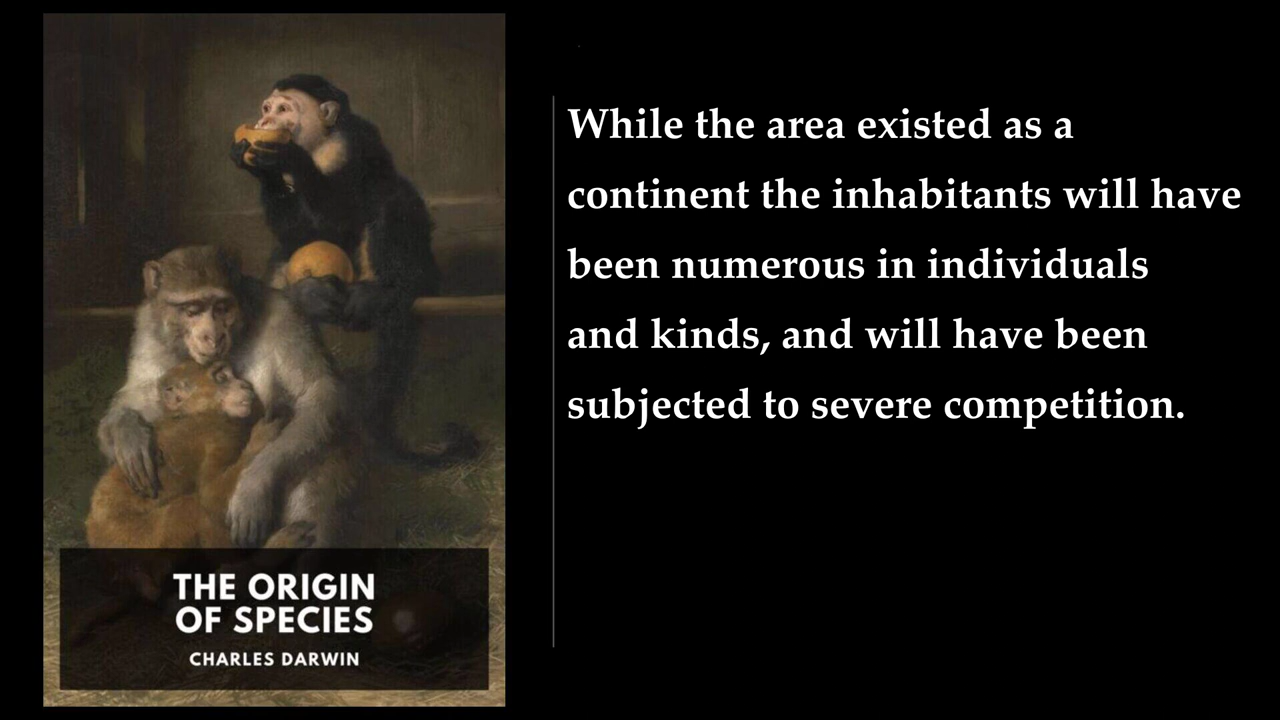 While the area existed as a
continent the inhabitants will have
been numerous in individuals
and kinds, and will have been
subjected to severe competition.
THE ORIGIN
OF SPECIES
CHARLES DARWIN